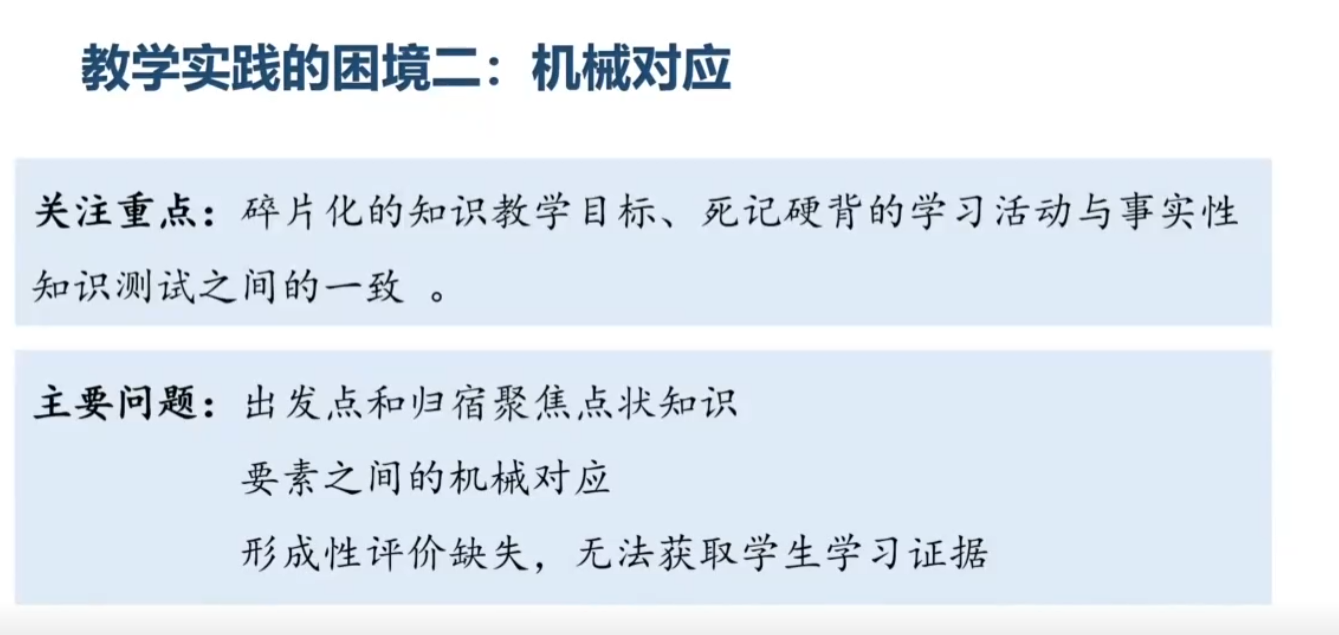 教学实践的困境二：机械对应
关注重点：碎片化的知识教学目标、死记硬背的学习活动与事实性
知识测试之间的一致 。
主要问题：出发点和归宿聚焦点状知识
要素之间的机械对应
形成性评价缺失，无法获取学生学习证据